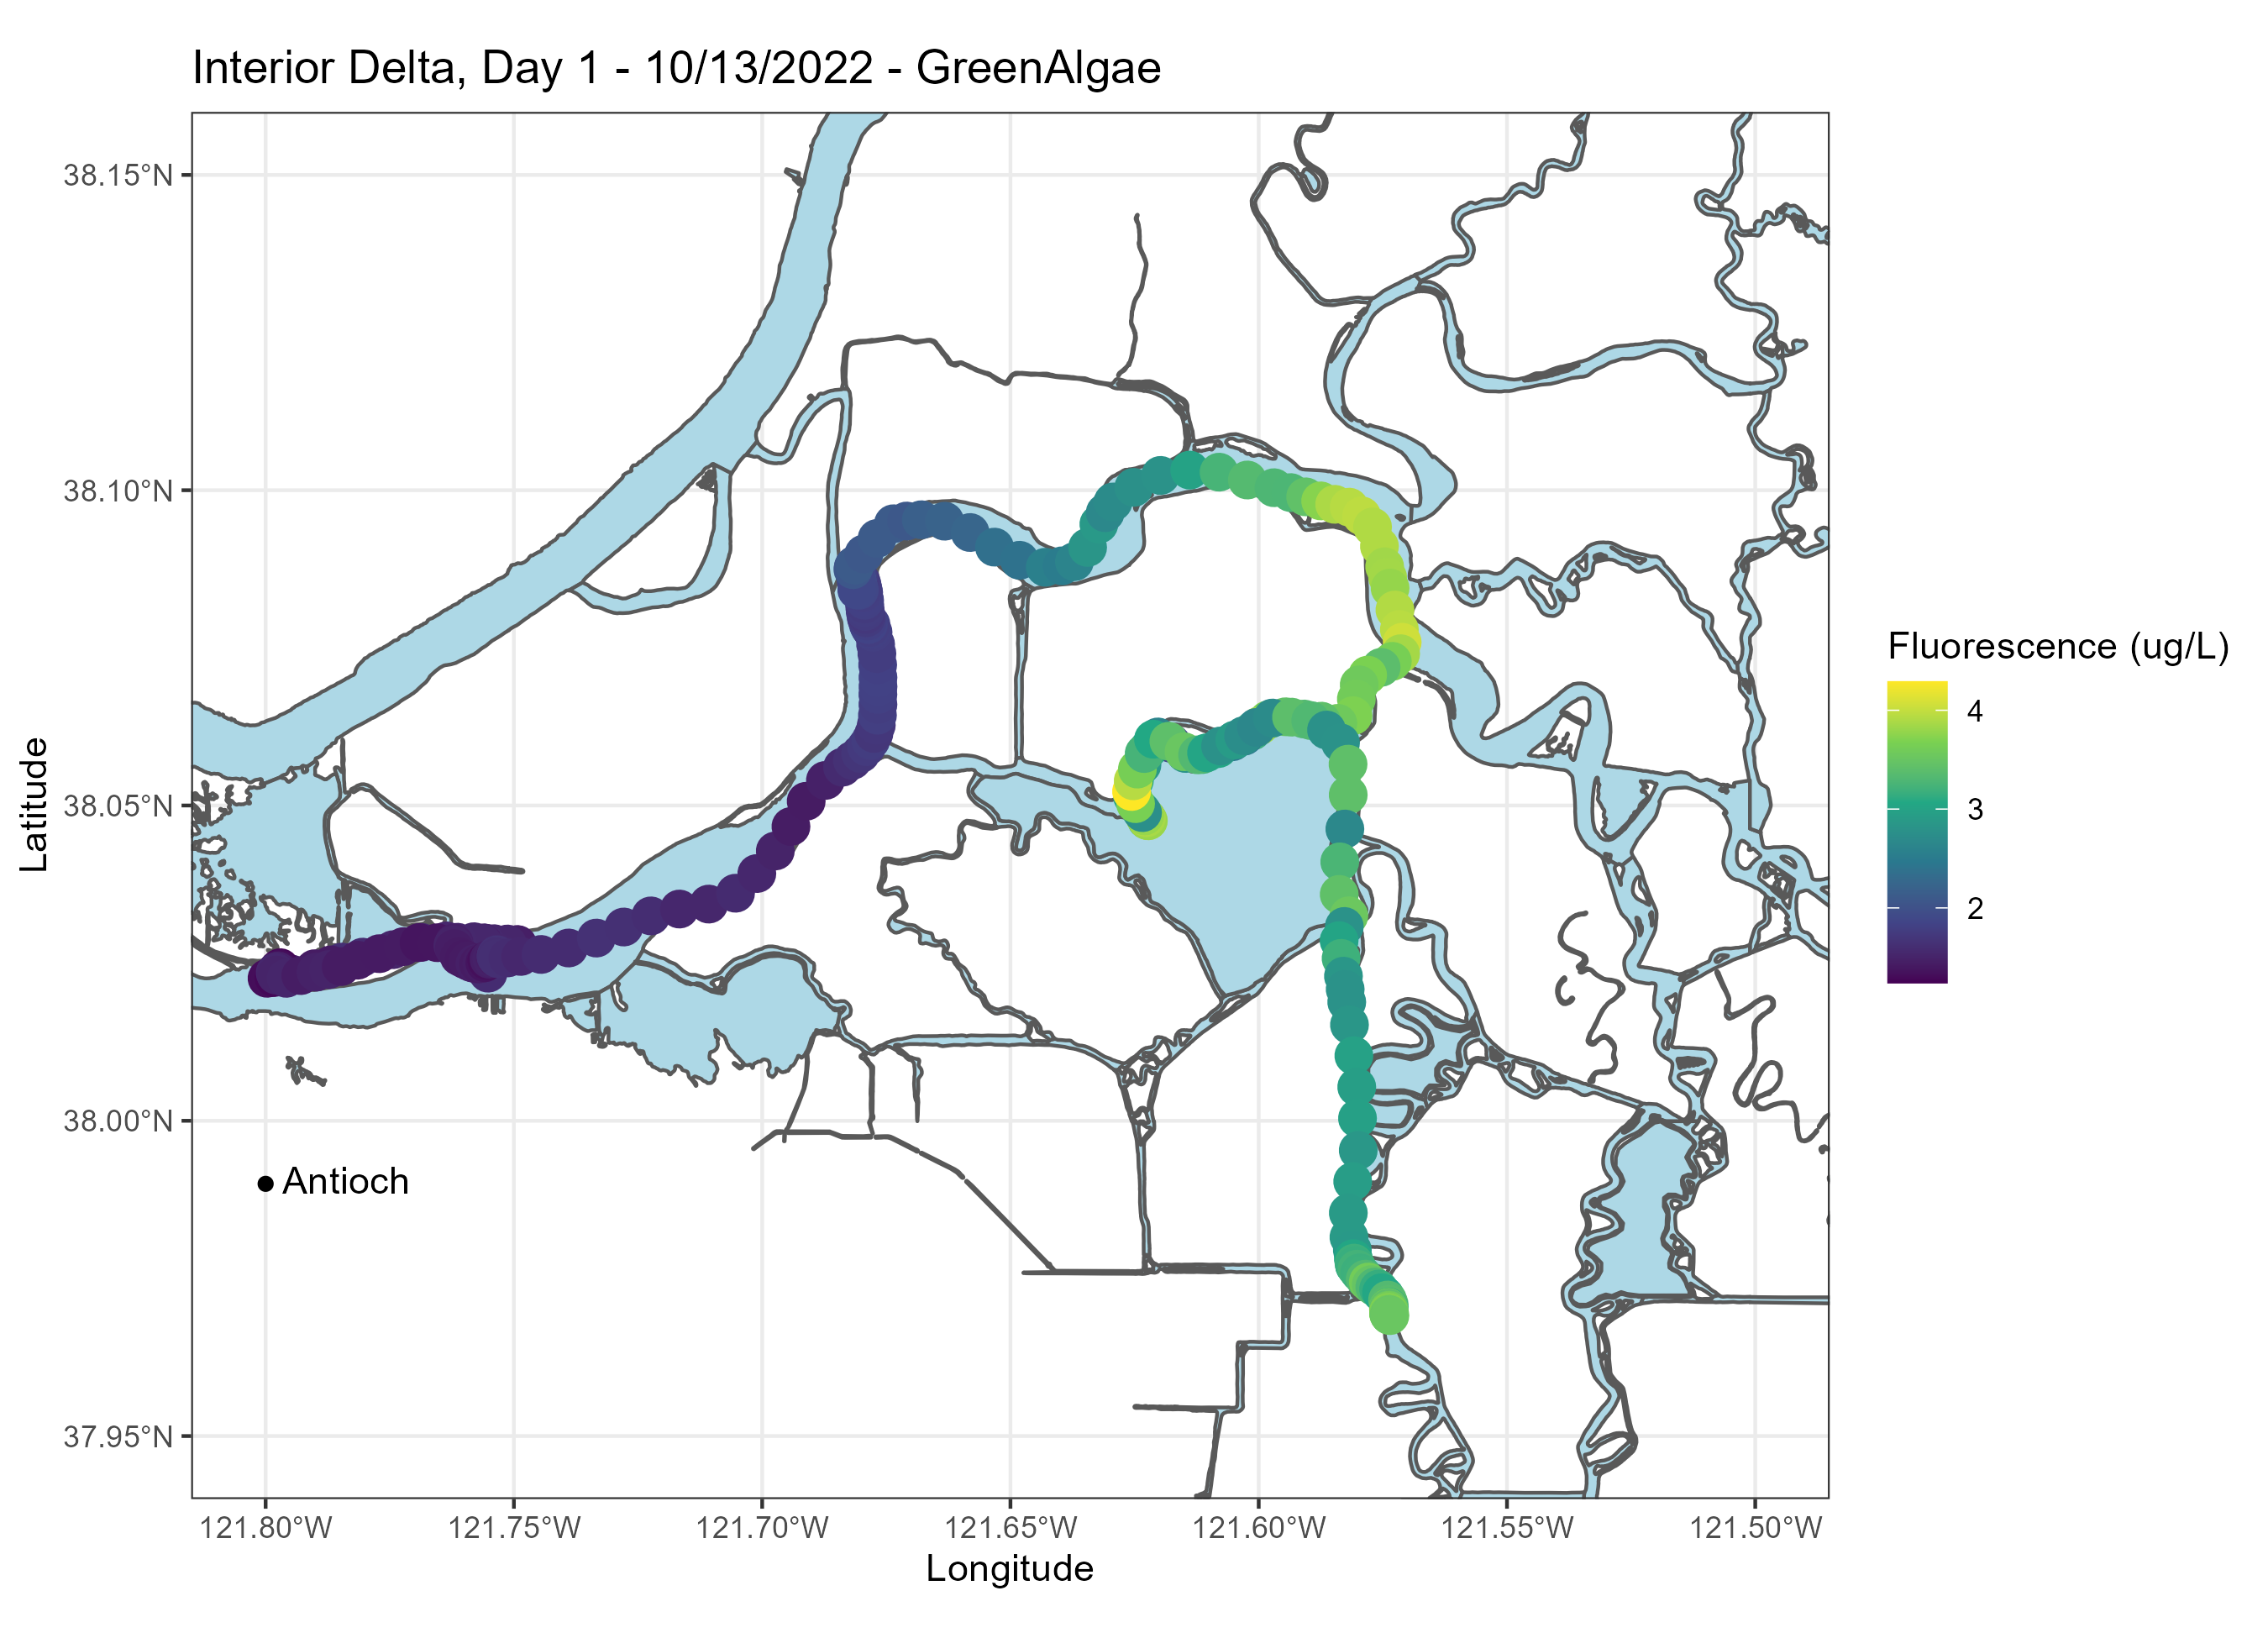 Interior Delta, Day 1 - 10/13/2022 - GreenAlgae
38.15°N
38.10°N
38.05°N
38.00°N
37.95°N
Latitude
Antioch
121.80°W
121.75°W
121.70°W
121.65°W
121.60°W
121.55°W
121.50°W
Longitude
Fluorescence (ug/L)
4
3
2